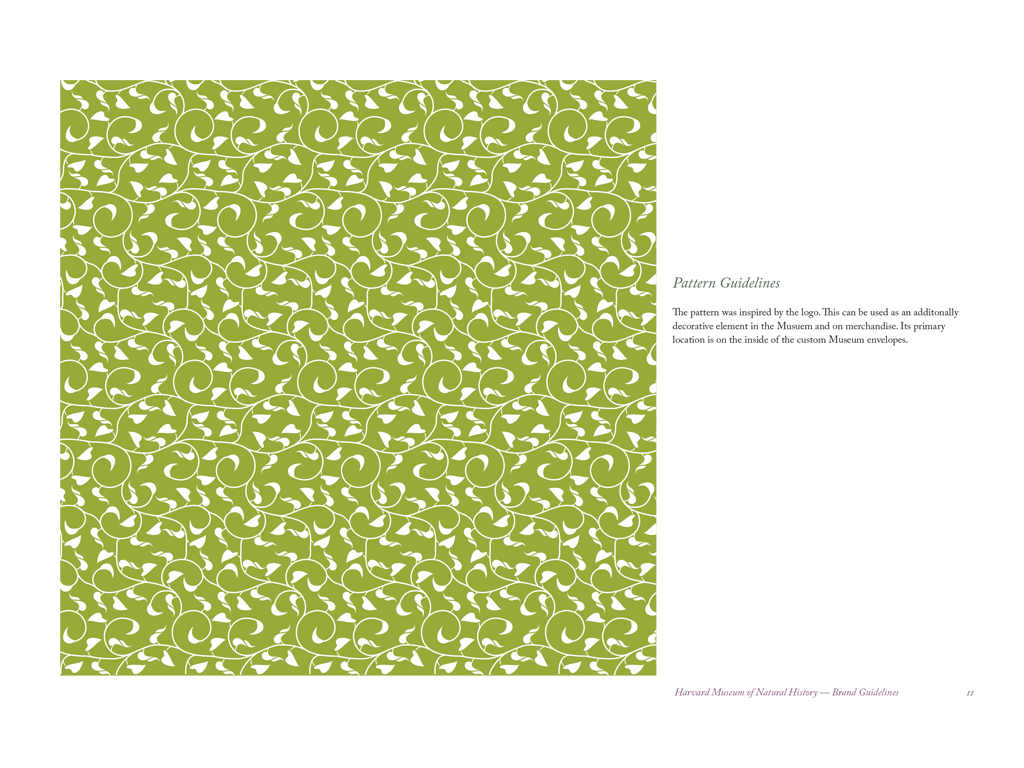 Pattern Guidelines
The pattern was inspired by the logo. This can be used as an additonally
decorative element in the Musuem and on merchandise. Its primary
location is on the inside of the custom Museum envelopes.
Harvard Museum of Natural History — Brand Guidelines 11